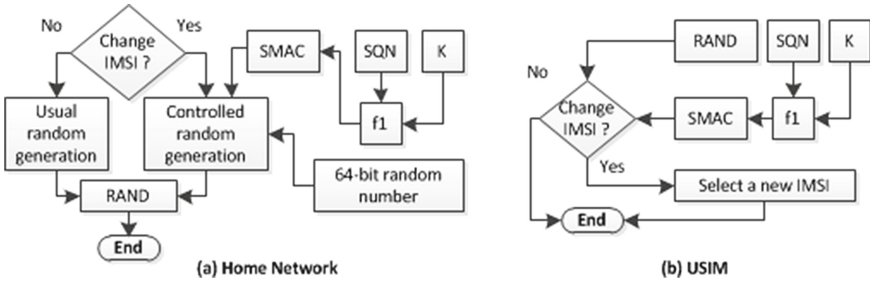 No
Yes
Change
IMSI ?
SMAC
SQN
K
Usual
random
generation
Controlled
random
generation
f1
64-bit random
number
RAND
End
(a) Home Network
RAND
SQN
K
No
Change
IMSI ?
SMAC
f1
Yes
Select a new IMSI
End
(b) USIM